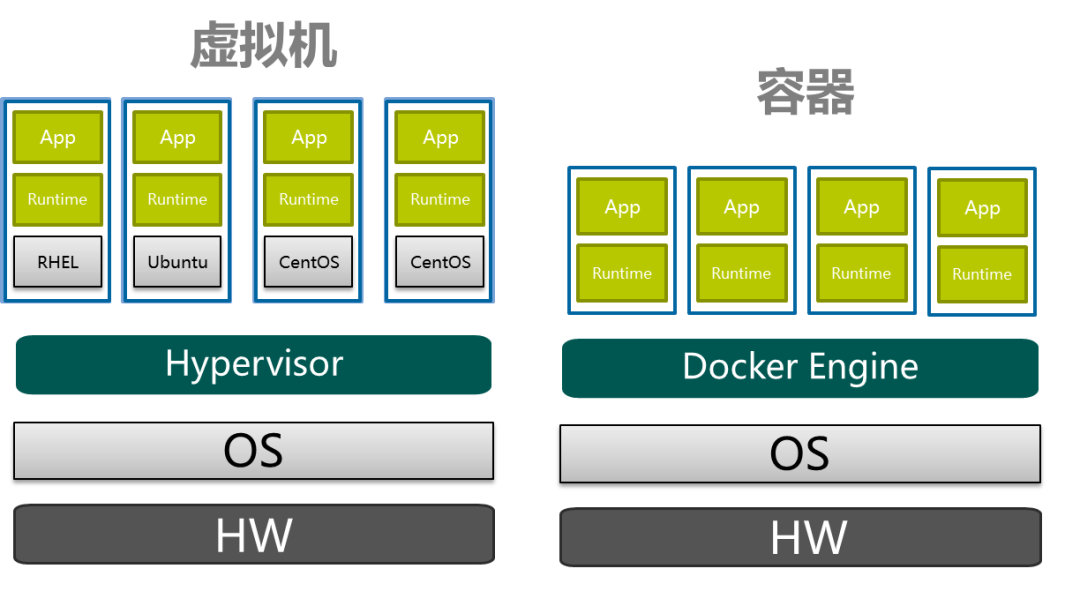 虚拟机
App App App App
Runtime Runtime Runtime Runtime
RHEL Ubuntu CentOS CentOS
Hypervisor
OS
HW
容器
App App App App
Runtime Runtime Runtime Runtime
Docker Engine
OS
HW